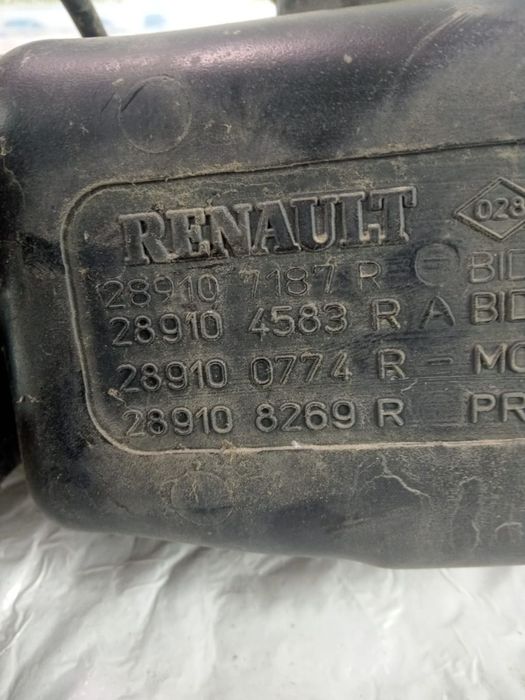 RENAULT 028
28910 7187 R BID
28910 4583 R A BID
28910 0774 R - MO
28910 8269 R PR